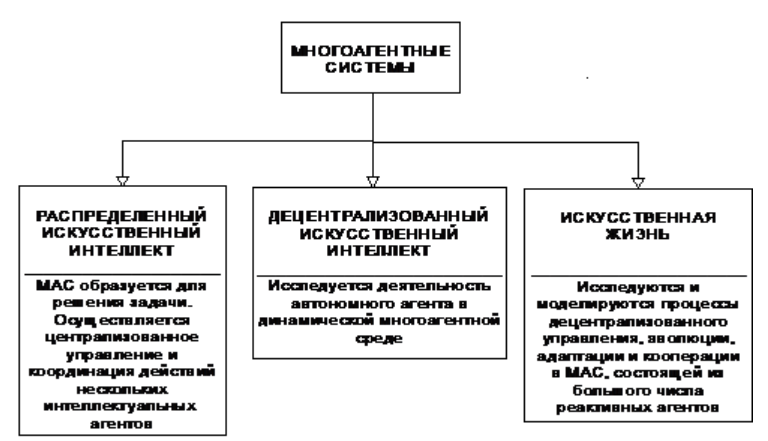 МНОГОАГЕНТНЫЕ
СИСТЕМЫ
РАСПРЕДЕЛЕННЫЙ
ИСКУССТВЕННЫЙ
ИНТЕЛЛЕКТ
МАС образуется для
решения задачи.
Осуществляется
централизованное
управление и
координация действий
нескольких
интеллектуальных
агентов
ДЕЦЕНТРАЛИЗОВАННЫЙ
ИСКУССТВЕННЫЙ
ИНТЕЛЛЕКТ
Исследуется деятельность
автономного агента в
динамической многоагентной
среде
ИСКУССТВЕННАЯ
ЖИЗНЬ
Исследуются и
моделируются процессы
децентрализованного
управления, эволюции,
адаптации и кооперации
в МАС, состоящей из
большого числа
реактивных агентов